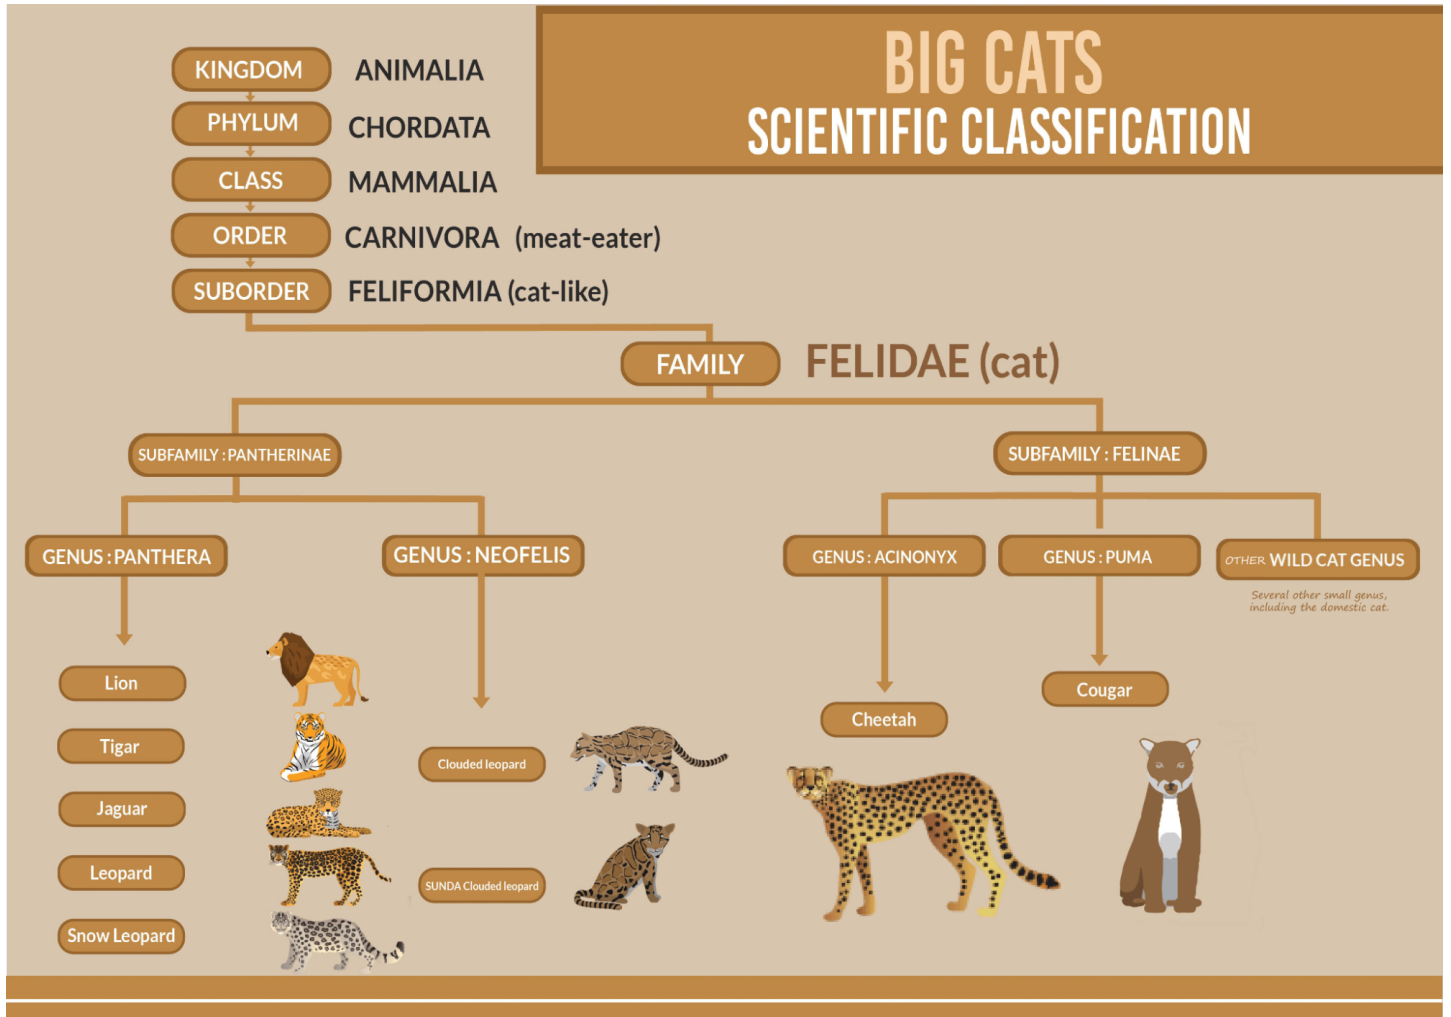 BIG CATS
SCIENTIFIC CLASSIFICATION
KINGDOM ANIMALIA
PHYLUM CHORDATA
CLASS MAMMALIA
ORDER CARNIVORA (meat-eater)
SUBORDER FELIFORMIA (cat-like)
FAMILY FELIDAE (cat)
SUBFAMILY : PANTHERINAE
SUBFAMILY : FELINAE
GENUS : PANTHERA
GENUS : NEOFELIS
GENUS : ACINONYX
GENUS : PUMA
OTHER WILD CAT GENUS
Several other small genus,
including the domestic cat.
Lion
Tigar
Jaguar
Leopard
Snow Leopard
Clouded leopard
SUNDA Clouded leopard
Cheetah
Cougar